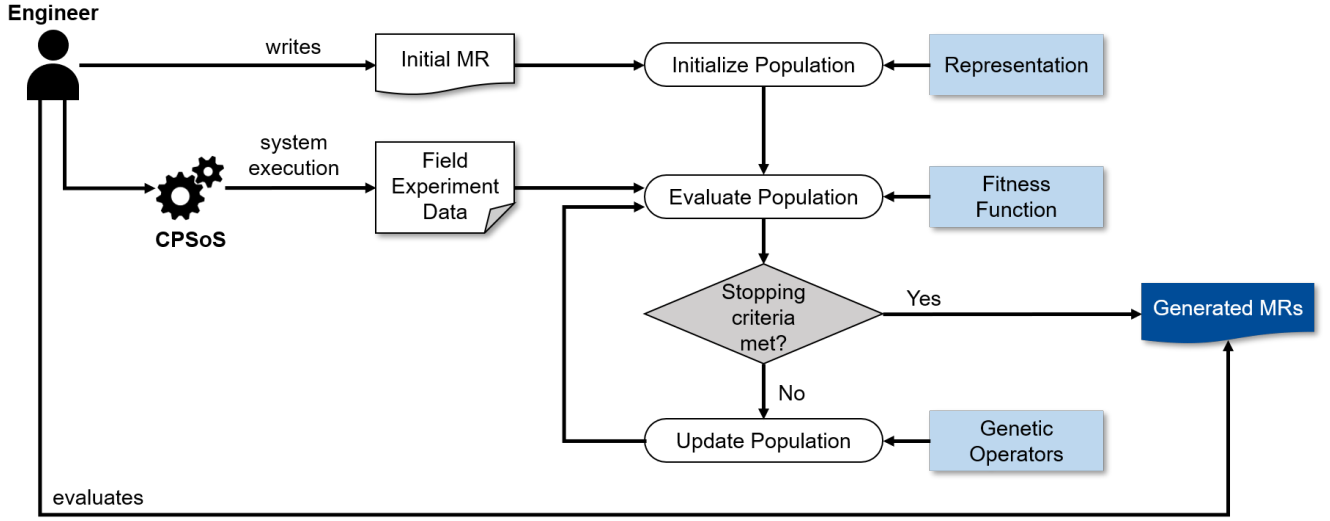 Engineer
writes
Initial MR
Initialize Population
Representation
system
execution
Field
Experiment
Data
CPSoS
Evaluate Population
Fitness
Function
Stopping
criteria
met?
Yes
Generated MRs
No
Update Population
Genetic
Operators
evaluates